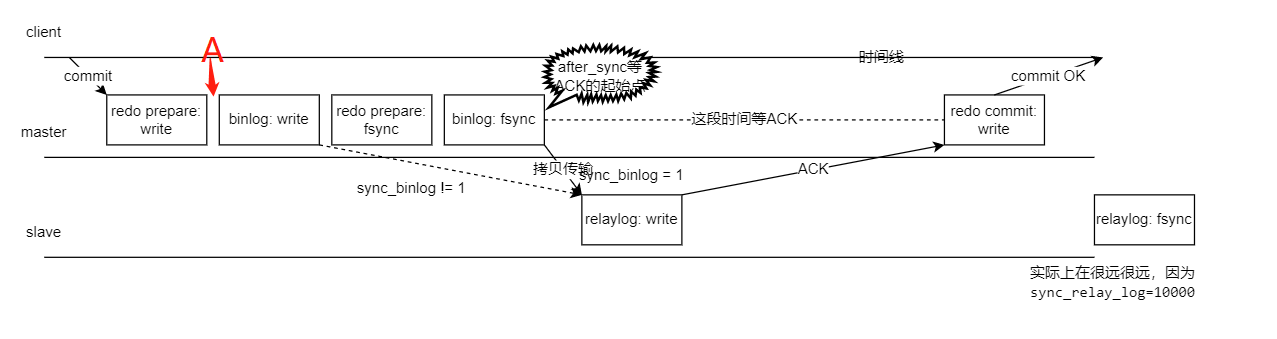 client
A
时间线
after_sync等
ACK的起始点
commit
commit OK
master
redo prepare:
write
binlog: write
redo prepare:
fsync
binlog: fsync
这段时间等ACK
redo commit:
write
拷贝传输
sync_binlog = 1
ACK
sync_binlog != 1
slave
relaylog: write
relaylog: fsync
实际上在很远很远，因为
sync_relay_log=10000